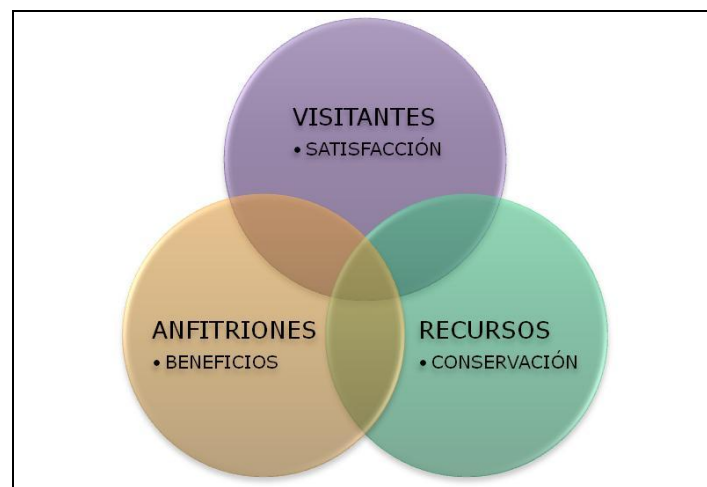 VISITANTES
• SATISFACCIÓN
ANFITRIONES
• BENEFICIOS
RECURSOS
• CONSERVACIÓN